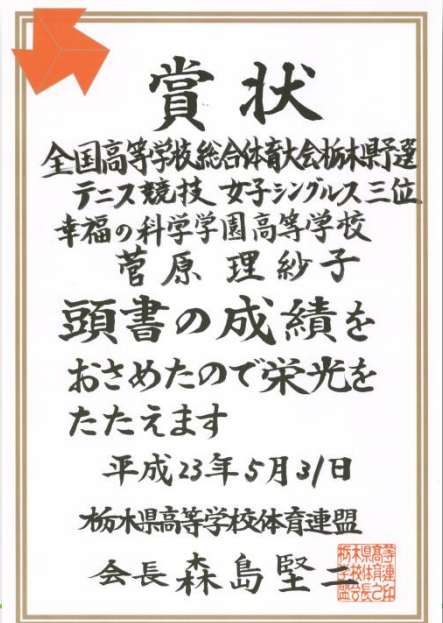 賞状
全国高等学校総合体育大会栃木県予選
テニス競技 女子シングルス 三位
幸福の科学学園高等学校
菅原 理紗子
頭書の成績を
おさめたので栄光を
たたえます
平成23年5月31日
栃木県高等学校体育連盟
会長 森島堅二
栃木県高等学校体育連盟会長之印